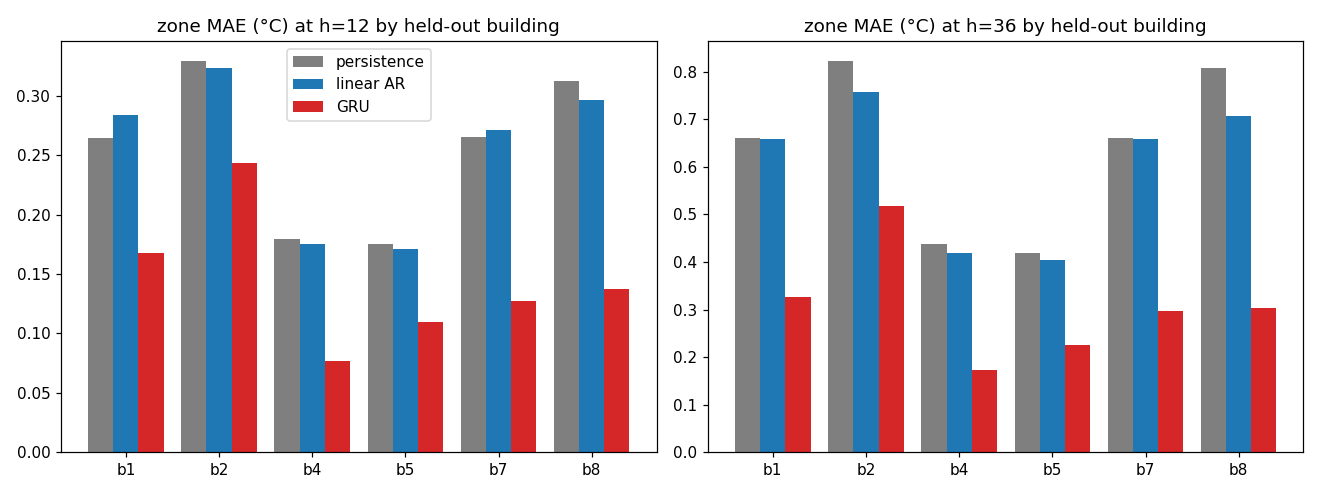 zone MAE (°C) at h=12 by held-out building
persistence
linear AR
GRU
0.30
0.25
0.20
0.15
0.10
0.05
0.00
b1 b2 b4 b5 b7 b8
zone MAE (°C) at h=36 by held-out building
0.8
0.7
0.6
0.5
0.4
0.3
0.2
0.1
0.0
b1 b2 b4 b5 b7 b8